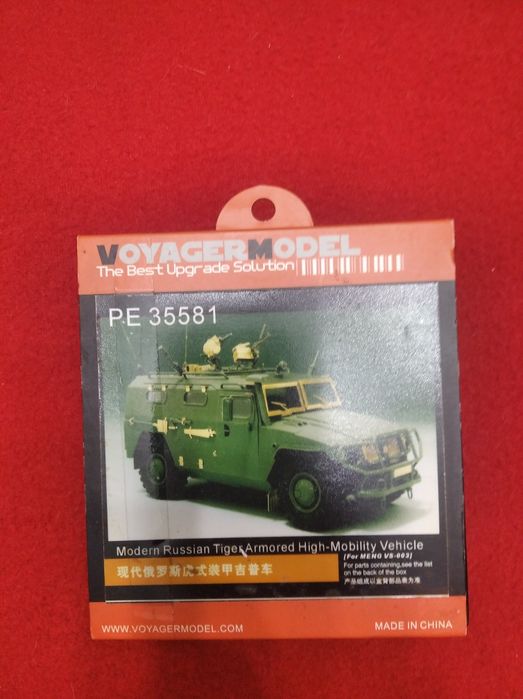 VOYAGERMODEL
The Best Upgrade Solution
PE 35581
Modern Russian Tiger Armored High-Mobility Vehicle
[For MENG VS-003]
现代俄罗斯虎式装甲吉普车
For parts containing,see the list
on the back of the box
产品组成以盒背部品表为准
WWW.VOYAGERMODEL.COM
MADE IN CHINA